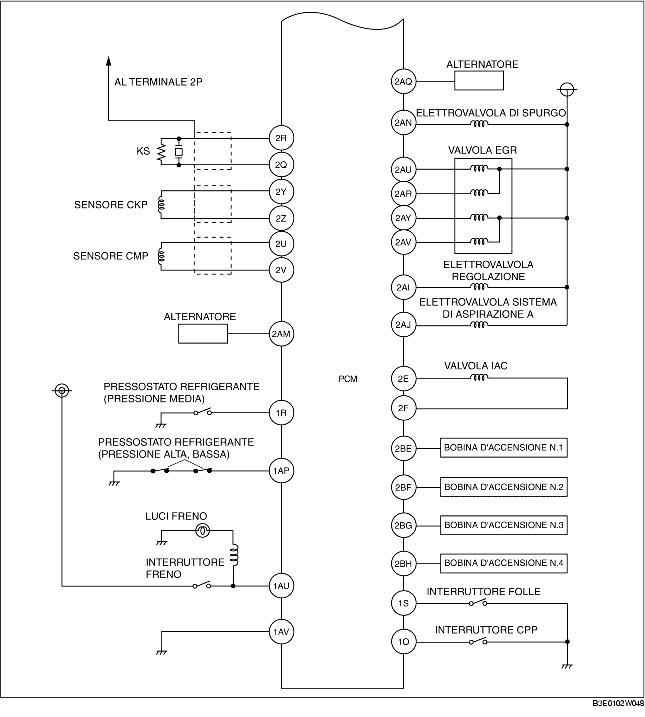 AL TERMINALE 2P
KS
2R
2Q
SENSORE CKP
2Y
2Z
SENSORE CMP
2U
2V
ALTERNATORE
2AM
PRESSOSTATO REFRIGERANTE
(PRESSIONE MEDIA)
1R
PRESSOSTATO REFRIGERANTE
(PRESSIONE ALTA, BASSA)
1AP
LUCI FRENO
INTERRUTTORE
FRENO
1AU
1AV
PCM
2AQ
ALTERNATORE
2AN
ELETTROVALVOLA DI SPURGO
VALVOLA EGR
2AU
2AR
2AY
2AV
ELETTROVALVOLA
REGOLAZIONE
2AI
ELETTROVALVOLA SISTEMA
DI ASPIRAZIONE A
2AJ
VALVOLA IAC
2E
2F
2BE
BOBINA D'ACCENSIONE N.1
2BF
BOBINA D'ACCENSIONE N.2
2BG
BOBINA D'ACCENSIONE N.3
2BH
BOBINA D'ACCENSIONE N.4
INTERRUTTORE FOLLE
1S
INTERRUTTORE CPP
1O
B3E0102W048